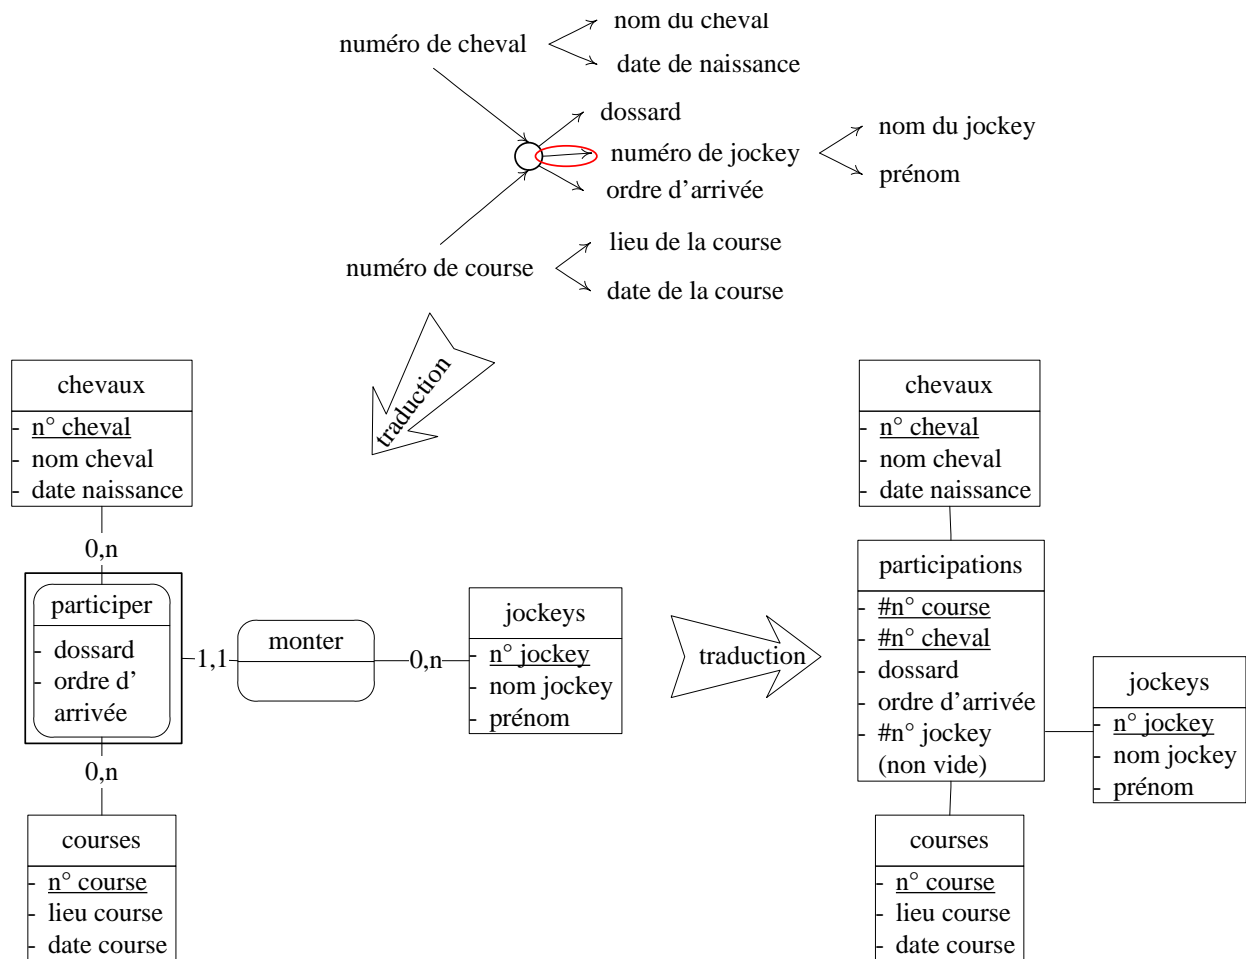 nom du cheval
numéro de cheval
date de naissance
dossard
nom du jockey
numéro de jockey
prénom
ordre d’arrivée
lieu de la course
numéro de course
date de la course
traduction
chevaux
- n° cheval
- nom cheval
- date naissance
0,n
participer
- dossard
- ordre d’
arrivée
1,1
monter
0,n
jockeys
- n° jockey
- nom jockey
- prénom
0,n
courses
- n° course
- lieu course
- date course
traduction
chevaux
- n° cheval
- nom cheval
- date naissance
participations
- #n° course
- #n° cheval
- dossard
- ordre d’arrivée
- #n° jockey
(non vide)
jockeys
- n° jockey
- nom jockey
- prénom
courses
- n° course
- lieu course
- date course